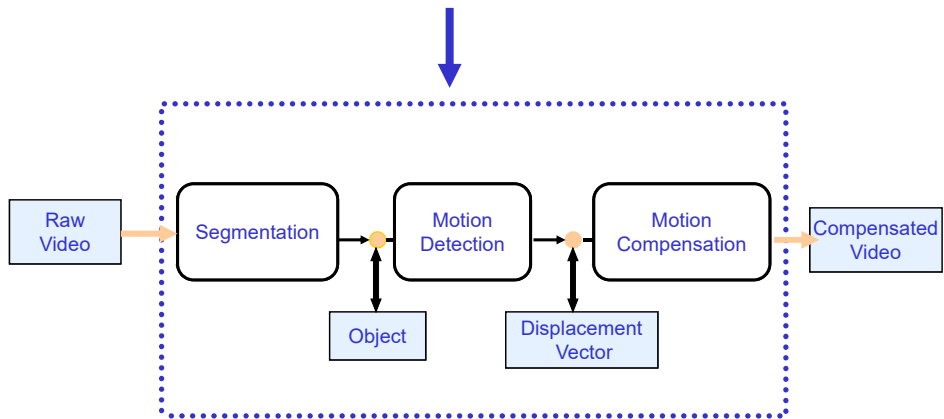 Raw
Video
Segmentation
Motion
Detection
Motion
Compensation
Compensated
Video
Object
Displacement
Vector